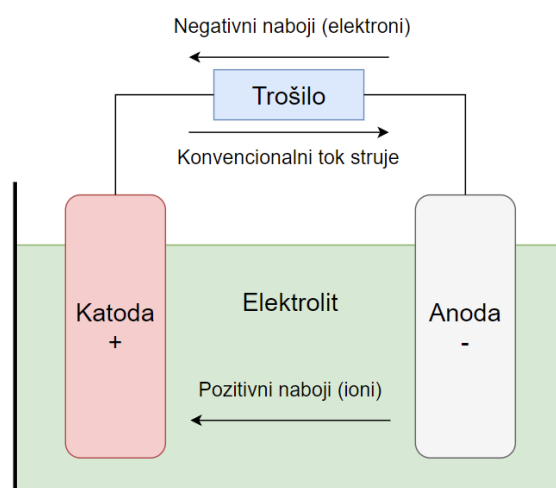 Negativni naboji (elektroni)
Trošilo
Konvencionalni tok struje
Katoda
+
Elektrolit
Anoda
-
Pozitivni naboji (ioni)